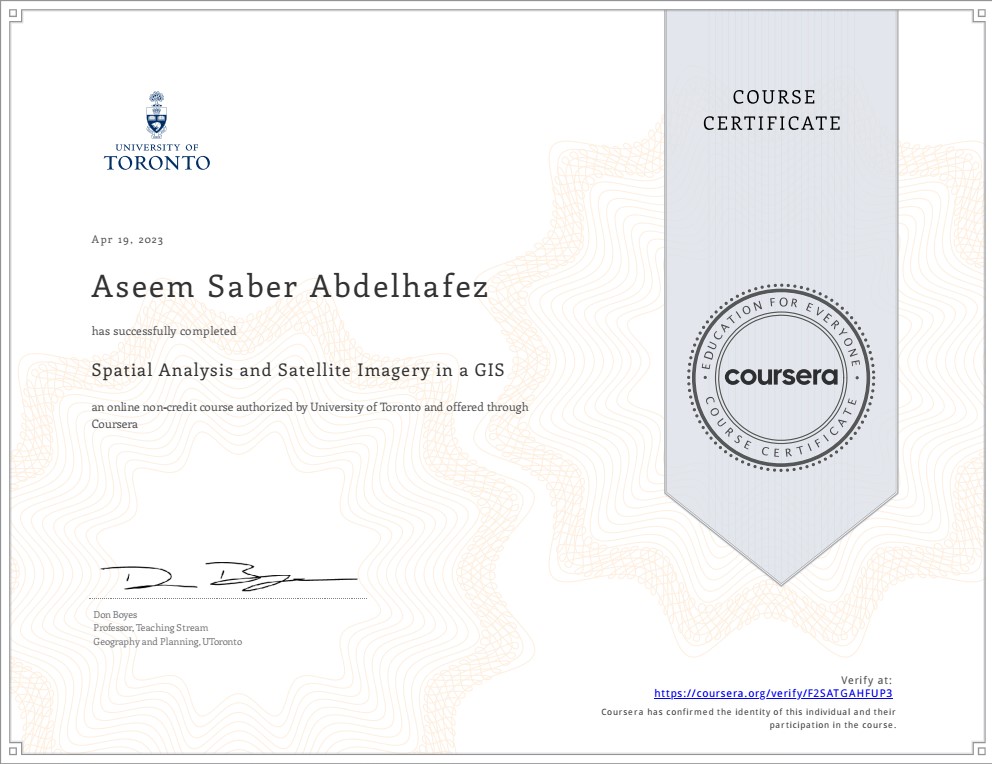 COURSE
CERTIFICATE
UNIVERSITY OF
TORONTO
Apr 19, 2023
Aseem Saber Abdelhafez
has successfully completed
Spatial Analysis and Satellite Imagery in a GIS
an online non-credit course authorized by University of Toronto and offered through
Coursera
EDUCATION FOR EVERYONE
coursera
COURSE CERTIFICATE
Don Boyes
Professor, Teaching Stream
Geography and Planning, UToronto
Verify at:
https://coursera.org/verify/F2SATGAHFUP3
Coursera has confirmed the identity of this individual and their
participation in the course.